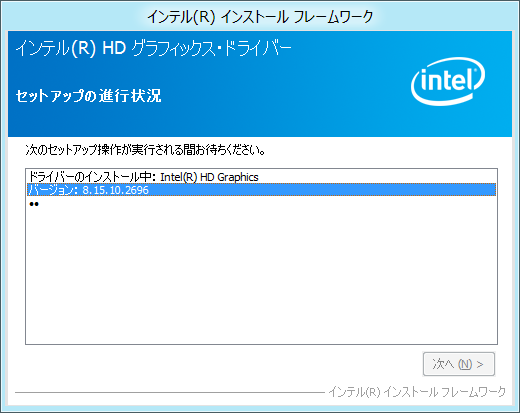 インテル(R) インストール フレームワーク
インテル(R) HD グラフィックス・ドライバー
intel
セットアップの進行状況
次のセットアップ操作が実行される間お待ちください。
ドライバーのインストール中: Intel(R) HD Graphics
バージョン: 8.15.10.2696
••
次へ (N) >
インテル(R) インストール フレームワーク